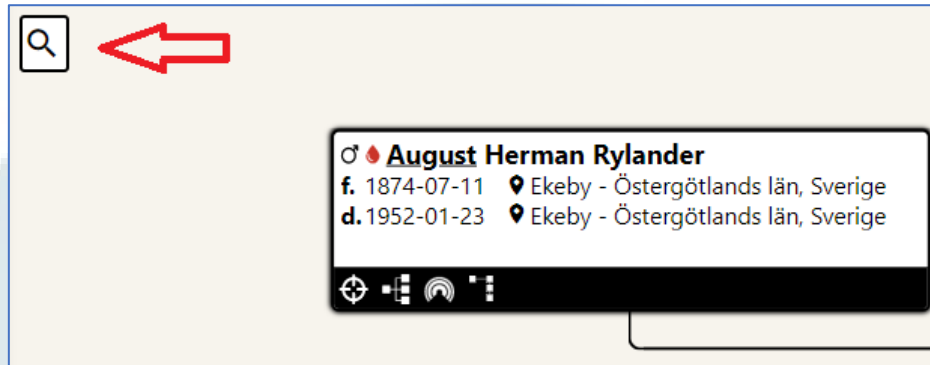 August Herman Rylander
f. 1874-07-11 Ekeby - Östergötlands län, Sverige
d. 1952-01-23 Ekeby - Östergötlands län, Sverige